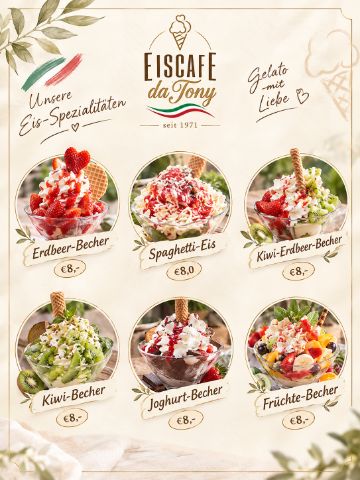 EISCAFÉ
da Tony
seit 1971
Unsere
Eis-Spezialitäten
Gelato
mit
Liebe
Erdbeer-Becher
€8,-
Spaghetti-Eis
€8,0
Kiwi-Erdbeer-Becher
€8,-
Kiwi-Becher
€8,-
Joghurt-Becher
€8,-
Früchte-Becher
€8,-